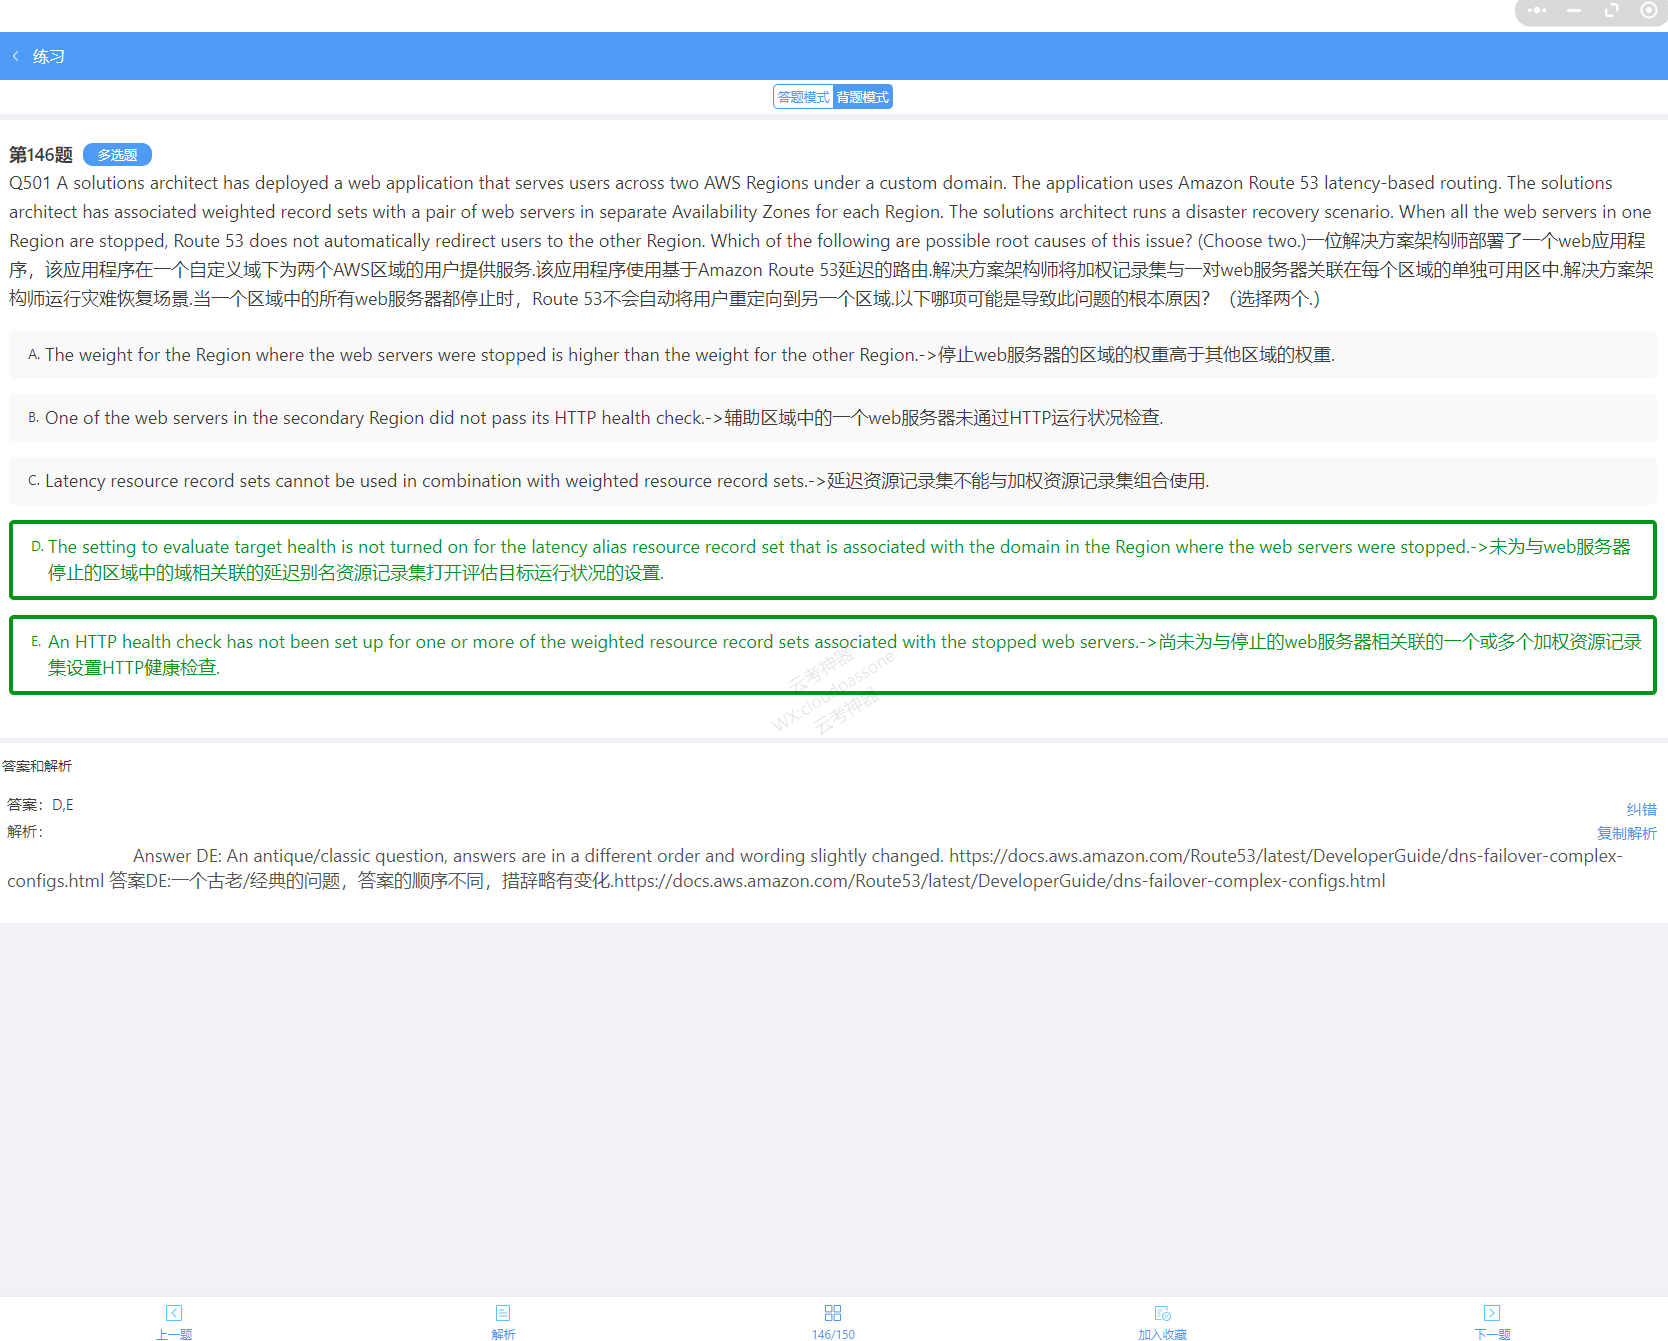 练习
答题模式 背题模式
第146题 多选题
Q501 A solutions architect has deployed a web application that serves users across two AWS Regions under a custom domain. The application uses Amazon Route 53 latency-based routing. The solutions
architect has associated weighted record sets with a pair of web servers in separate Availability Zones for each Region. The solutions architect runs a disaster recovery scenario. When all the web servers in one
Region are stopped, Route 53 does not automatically redirect users to the other Region. Which of the following are possible root causes of this issue? (Choose two.)一位解决方案架构师部署了一个web应用程
序，该应用程序在一个自定义域下为两个AWS区域的用户提供服务.该应用程序使用基于Amazon Route 53延迟的路由.解决方案架构师将加权记录集与一对web服务器关联在每个区域的单独可用区中.解决方案架
构师运行灾难恢复场景.当一个区域中的所有web服务器都停止时，Route 53不会自动将用户重定向到另一个区域.以下哪项可能是导致此问题的根本原因？（选择两个.）
A. The weight for the Region where the web servers were stopped is higher than the weight for the other Region.->停止web服务器的区域的权重高于其他区域的权重.
B. One of the web servers in the secondary Region did not pass its HTTP health check.->辅助区域中的一个web服务器未通过HTTP运行状况检查.
C. Latency resource record sets cannot be used in combination with weighted resource record sets.->延迟资源记录集不能与加权资源记录集组合使用.
D. The setting to evaluate target health is not turned on for the latency alias resource record set that is associated with the domain in the Region where the web servers were stopped.->未为与web服务器
停止的区域中的域相关联的延迟别名资源记录集打开评估目标运行状况的设置.
E. An HTTP health check has not been set up for one or more of the weighted resource record sets associated with the stopped web servers.->尚未为与停止的web服务器相关联的一个或多个加权资源记录
集设置HTTP健康检查.
云考神器
WX:cloudpassone
云考神器
答案和解析
答案：D,E
纠错
解析：
复制解析
Answer DE: An antique/classic question, answers are in a different order and wording slightly changed. https://docs.aws.amazon.com/Route53/latest/DeveloperGuide/dns-failover-complex-
configs.html 答案DE:一个古老/经典的问题，答案的顺序不同，措辞略有变化.https://docs.aws.amazon.com/Route53/latest/DeveloperGuide/dns-failover-complex-configs.html
上一题 解析 146/150 加入收藏 下一题